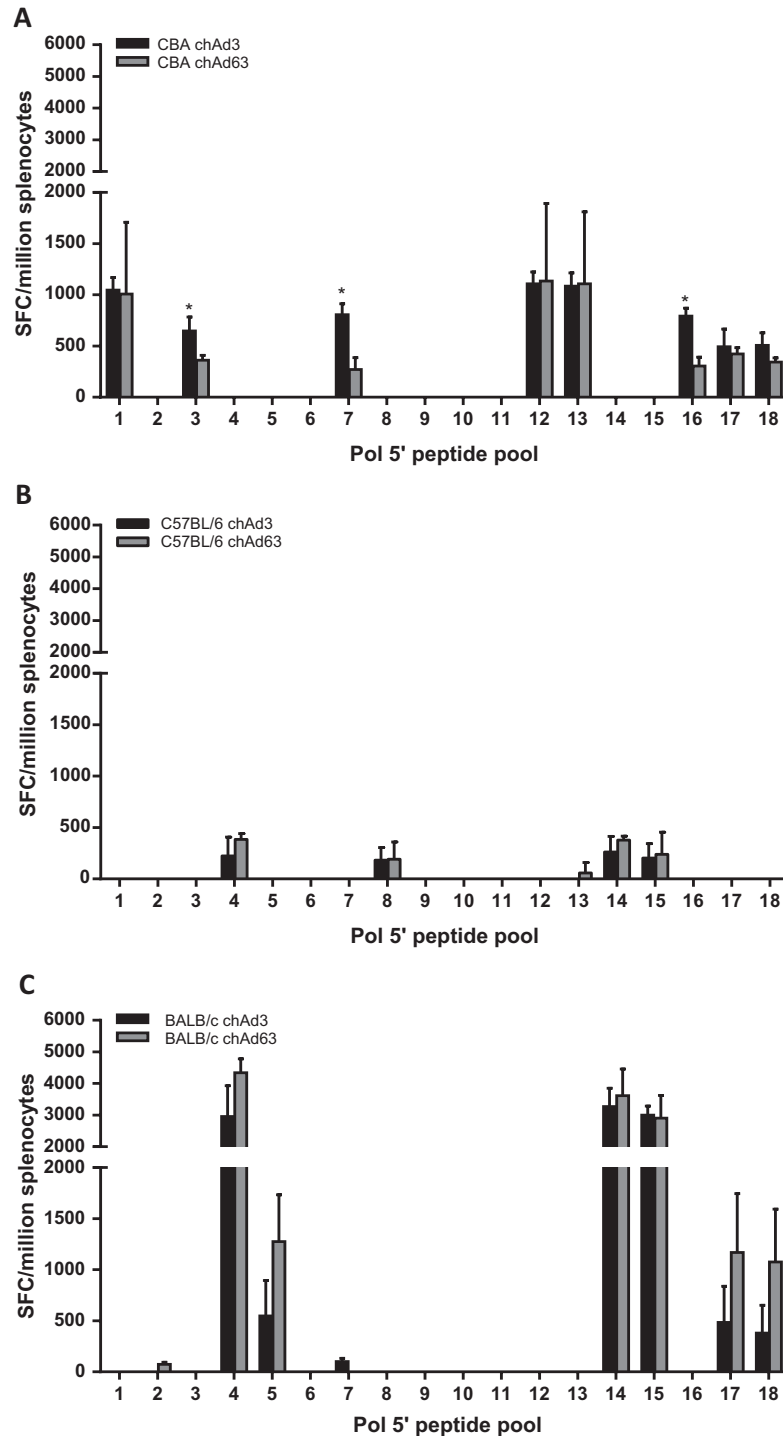 A
CBA chAd3
CBA chAd63
6000
5000
4000
3000
2000
2000
1500
1000
500
0
SFC/million splenocytes
*
*
*
1 2 3 4 5 6 7 8 9 10 11 12 13 14 15 16 17 18
Pol 5' peptide pool
B
C57BL/6 chAd3
C57BL/6 chAd63
6000
5000
4000
3000
2000
2000
1500
1000
500
0
SFC/million splenocytes
1 2 3 4 5 6 7 8 9 10 11 12 13 14 15 16 17 18
Pol 5' peptide pool
C
BALB/c chAd3
BALB/c chAd63
6000
5000
4000
3000
2000
2000
1500
1000
500
0
SFC/million splenocytes
1 2 3 4 5 6 7 8 9 10 11 12 13 14 15 16 17 18
Pol 5' peptide pool